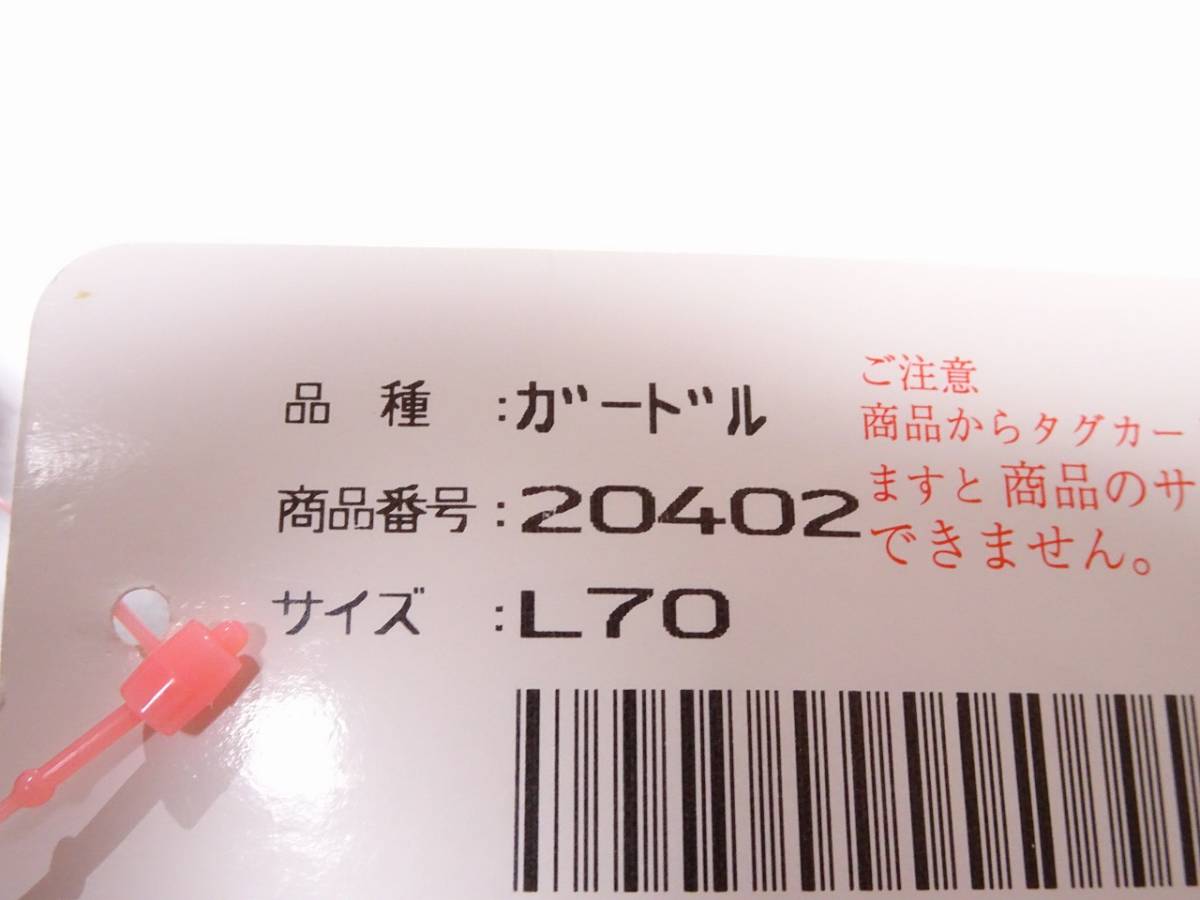 品 種 :ガードル
商品番号:20402
サイズ :L70
ご注意
商品からタグカー
ますと商品のサ
できません。